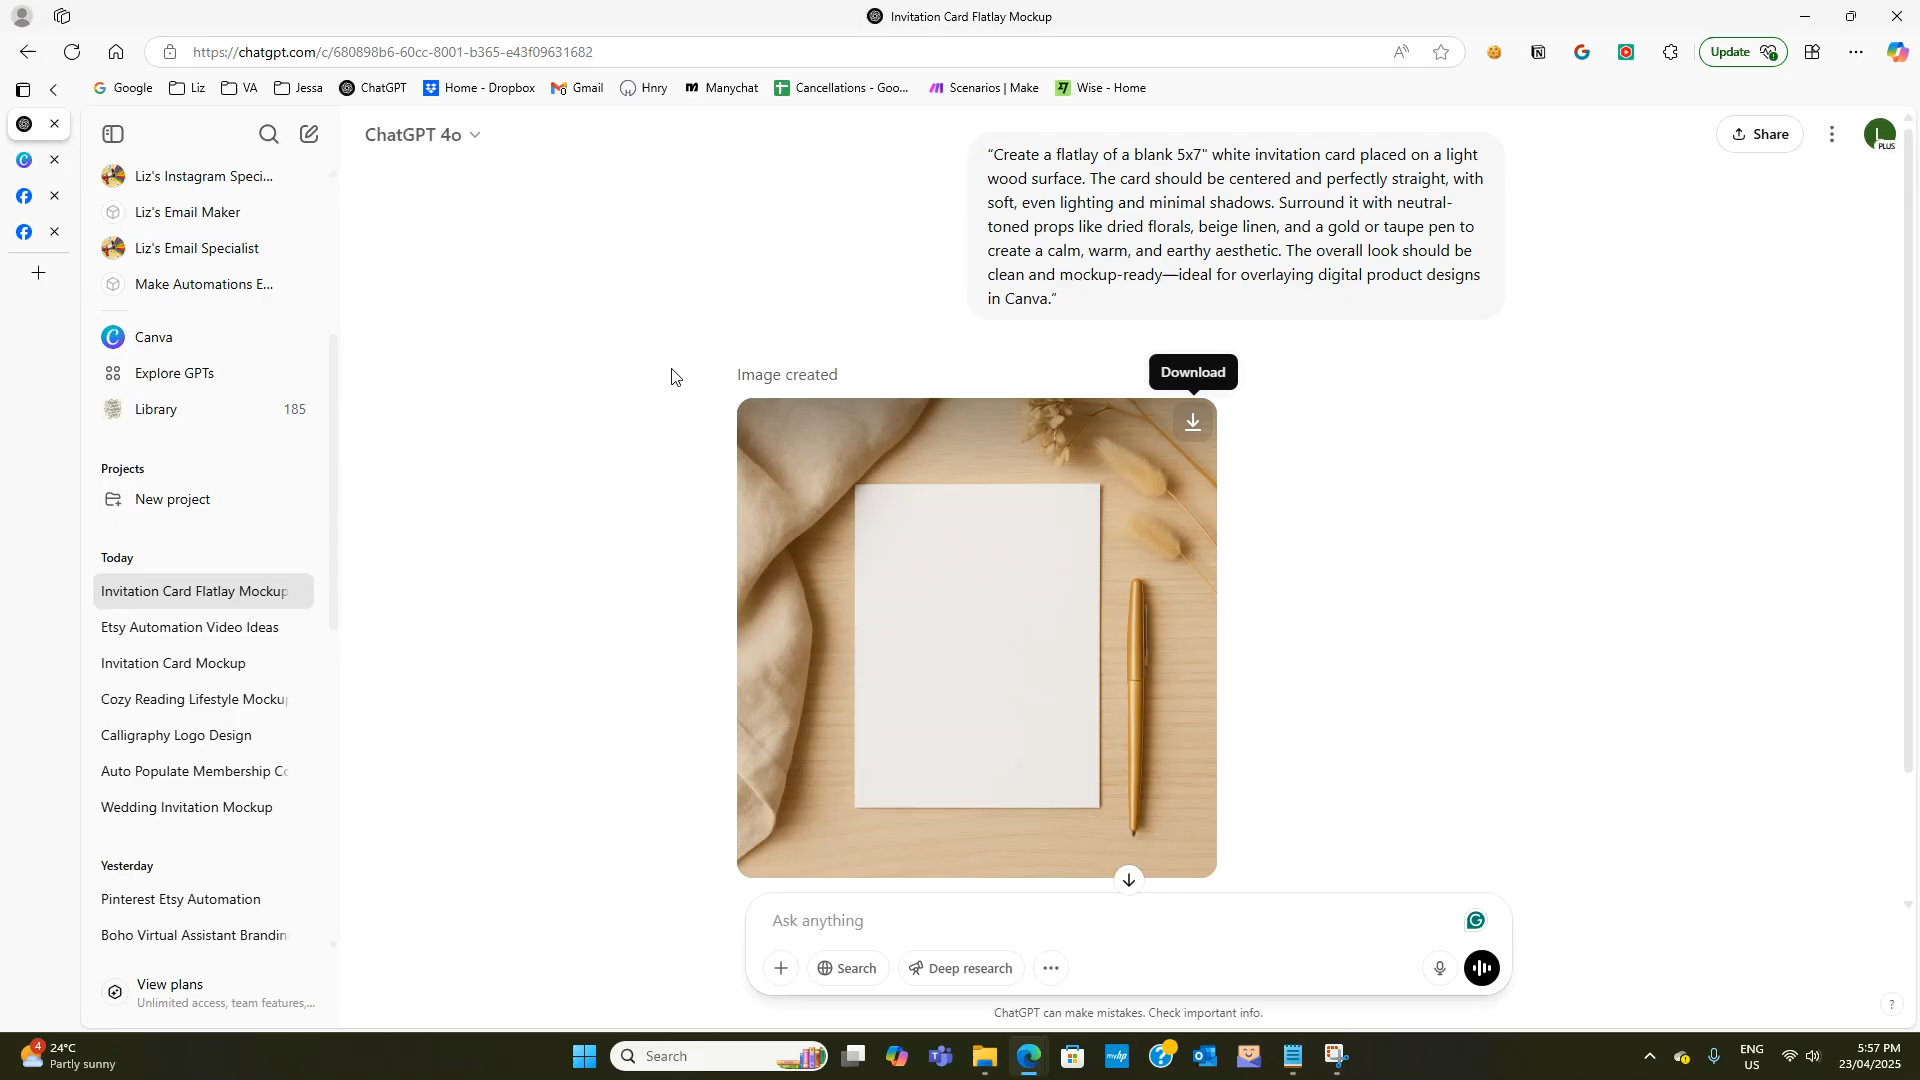 Invitation Card Flatlay Mockup
https://chatgpt.com/c/680898b6-60cc-8001-b365-e43f09631682
Update
Google
Liz
VA
Jessa
ChatGPT
Home - Dropbox
Gmail
Hnry
Manychat
Cancellations - Goo...
Scenarios | Make
Wise - Home
ChatGPT 4o
Share
L
PLUS
Liz's Instagram Speci...
Liz's Email Maker
Liz's Email Specialist
Make Automations E...
Canva
Explore GPTs
Library 185
Projects
New project
Today
Invitation Card Flatlay Mockup
Etsy Automation Video Ideas
Invitation Card Mockup
Cozy Reading Lifestyle Mocku
Calligraphy Logo Design
Auto Populate Membership Co
Wedding Invitation Mockup
Yesterday
Pinterest Etsy Automation
Boho Virtual Assistant Brandin
View plans
Unlimited access, team features,...
“Create a flatlay of a blank 5x7" white invitation card placed on a light
wood surface. The card should be centered and perfectly straight, with
soft, even lighting and minimal shadows. Surround it with neutral-
toned props like dried florals, beige linen, and a gold or taupe pen to
create a calm, warm, and earthy aesthetic. The overall look should be
clean and mockup-ready—ideal for overlaying digital product designs
in Canva.”
Image created
Download
Ask anything
Search
Deep research
ChatGPT can make mistakes. Check important info.
?
4
24°C
Partly sunny
Search
myhp
ENG
US
5:57 PM
23/04/2025